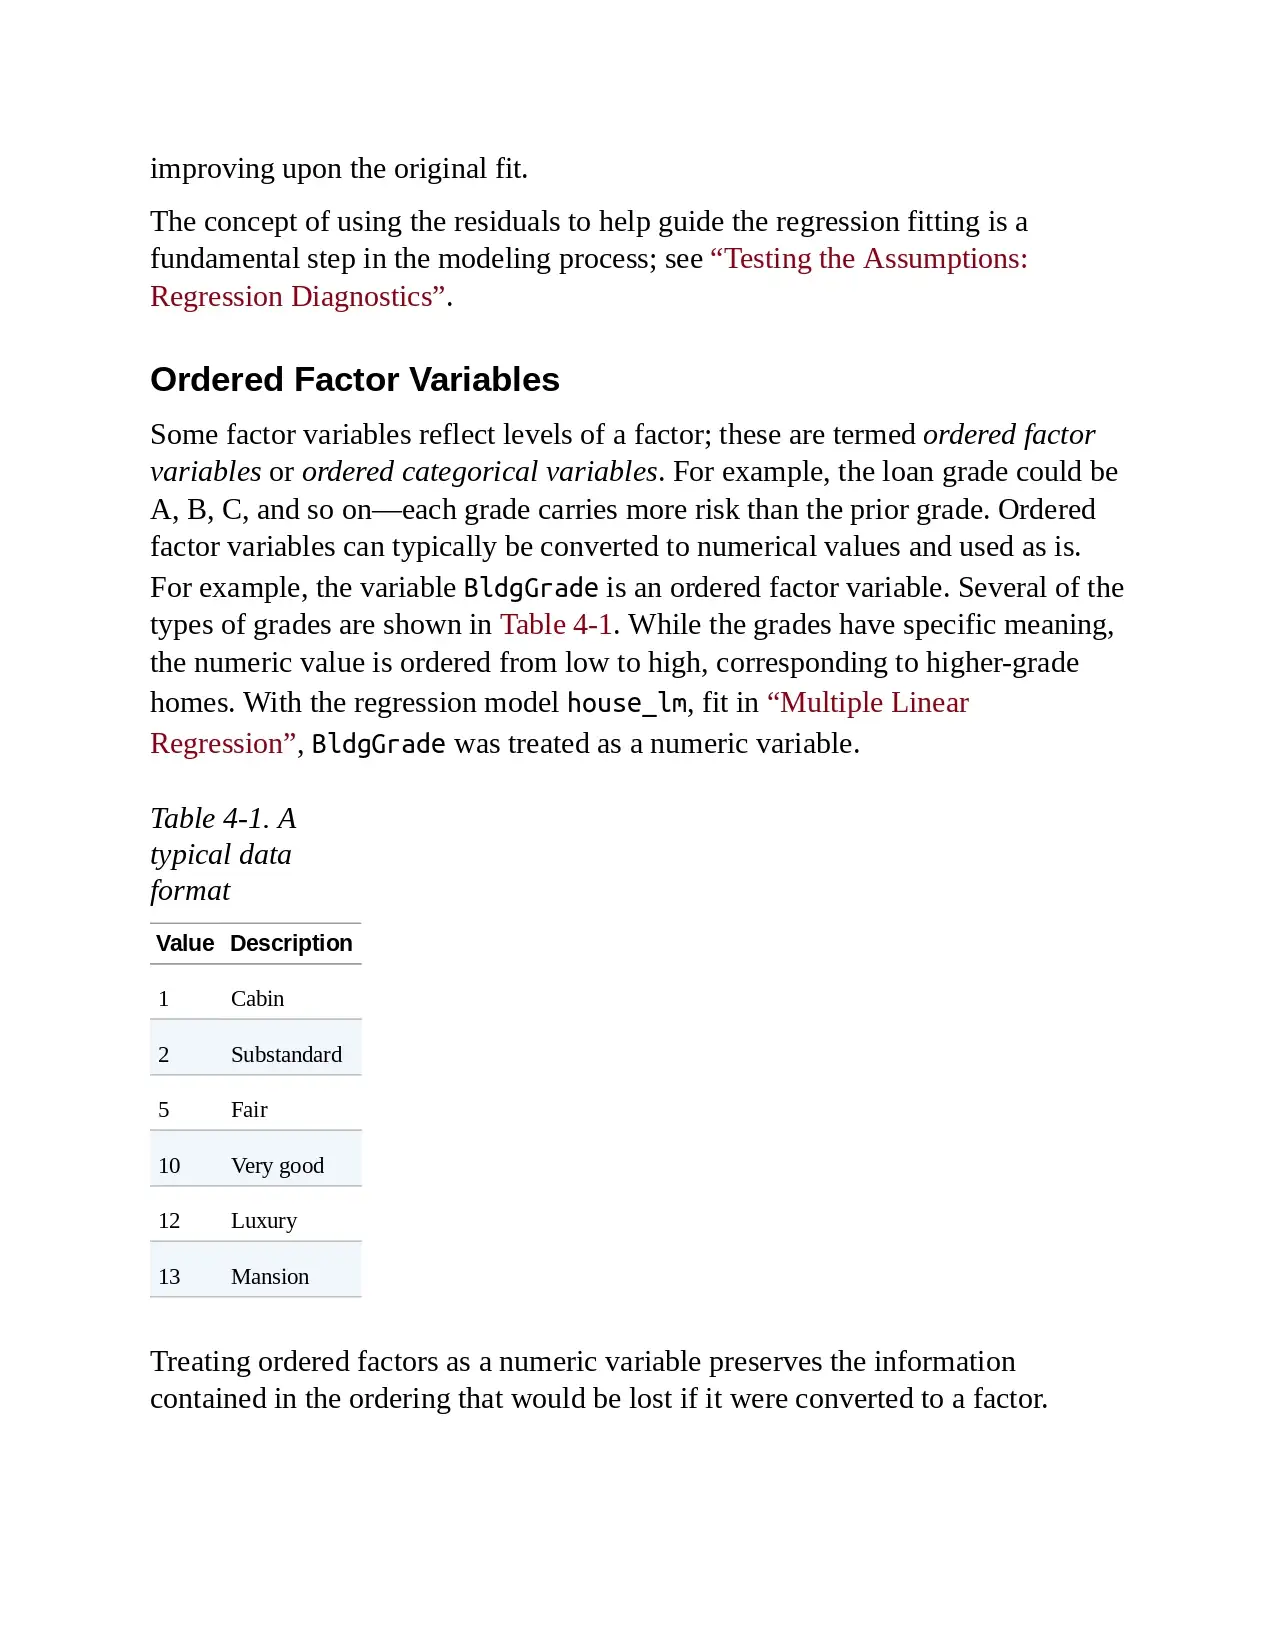 improving upon the original fit.
The concept of using the residuals to help guide the regression fitting is a
fundamental step in the modeling process; see “Testing the Assumptions:
Regression Diagnostics”.
Ordered Factor Variables
Some factor variables reflect levels of a factor; these are termed ordered factor
variables or ordered categorical variables. For example, the loan grade could be
A, B, C, and so on—each grade carries more risk than the prior grade. Ordered
factor variables can typically be converted to numerical values and used as is.
For example, the variable BldgGrade is an ordered factor variable. Several of the
types of grades are shown in Table 4-1. While the grades have specific meaning,
the numeric value is ordered from low to high, corresponding to higher-grade
homes. With the regression model house_lm, fit in “Multiple Linear
Regression”, BldgGrade was treated as a numeric variable.
Table 4-1. A
typical data
format
Value Description
1 Cabin
2 Substandard
5 Fair
10 Very good
12 Luxury
13 Mansion
Treating ordered factors as a numeric variable preserves the information
contained in the ordering that would be lost if it were converted to a factor.